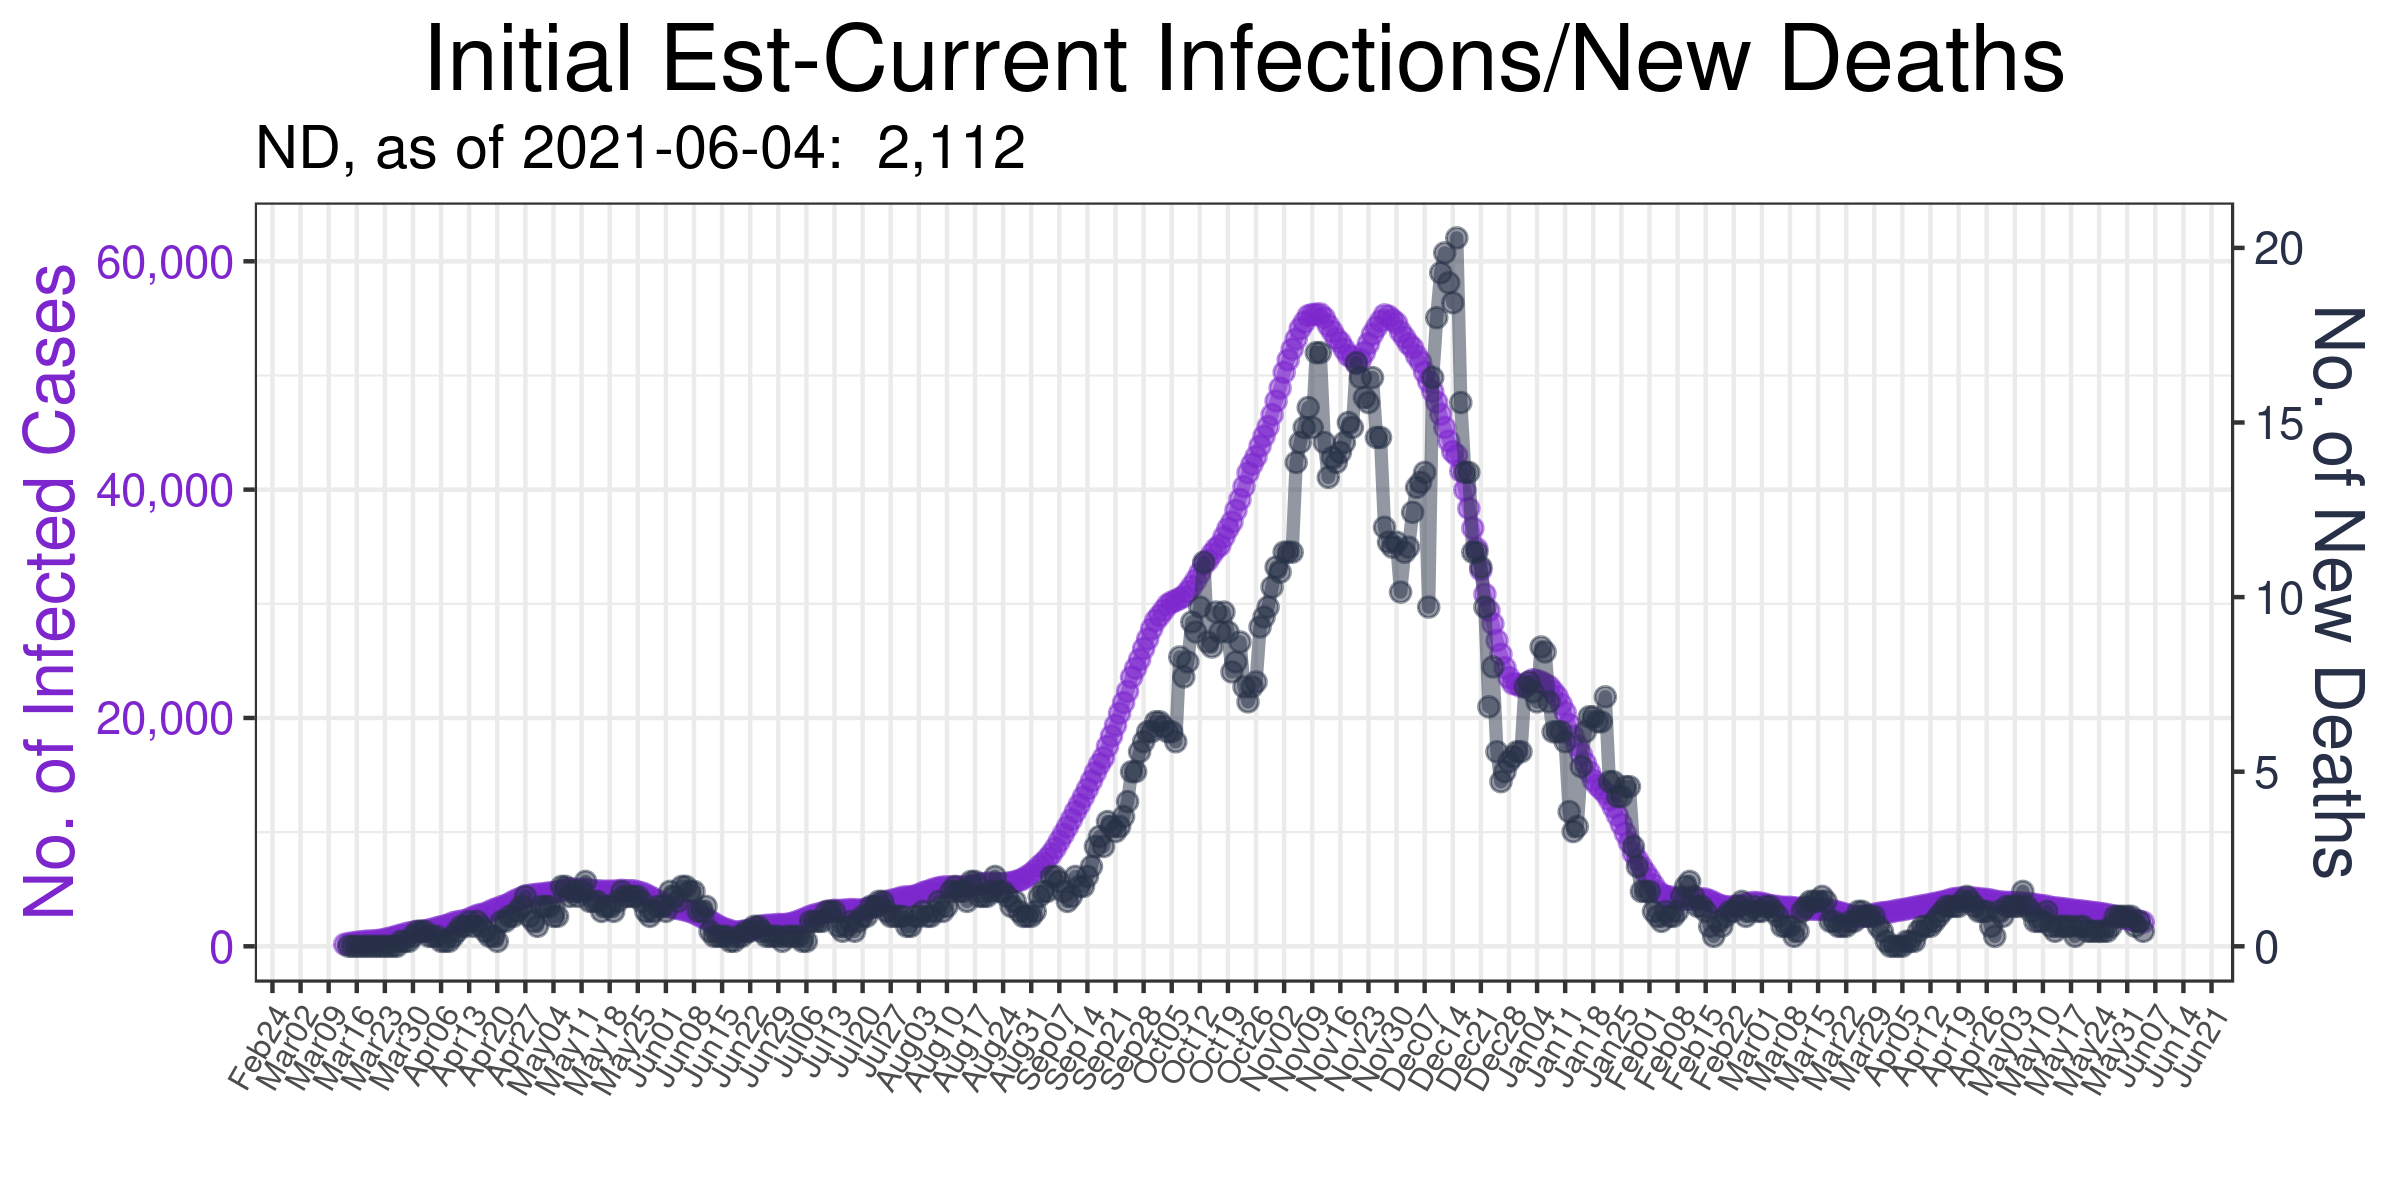 Initial Est-Current Infections/New Deaths
ND, as of 2021-06-04:  2,112
No. of Infected Cases
60,000
40,000
20,000
0
20
15
10
5
0
No. of New Deaths
Feb24
Mar02
Mar09
Mar16
Mar23
Mar30
Apr06
Apr13
Apr20
Apr27
May04
May11
May18
May25
Jun01
Jun08
Jun15
Jun22
Jun29
Jul06
Jul13
Jul20
Jul27
Aug03
Aug10
Aug17
Aug24
Aug31
Sep07
Sep14
Sep21
Sep28
Oct05
Oct12
Oct19
Oct26
Nov02
Nov09
Nov16
Nov23
Nov30
Dec07
Dec14
Dec21
Dec28
Jan04
Jan11
Jan18
Jan25
Feb01
Feb08
Feb15
Feb22
Mar01
Mar08
Mar15
Mar22
Mar29
Apr05
Apr12
Apr19
Apr26
May03
May10
May17
May24
May31
Jun07
Jun14
Jun21